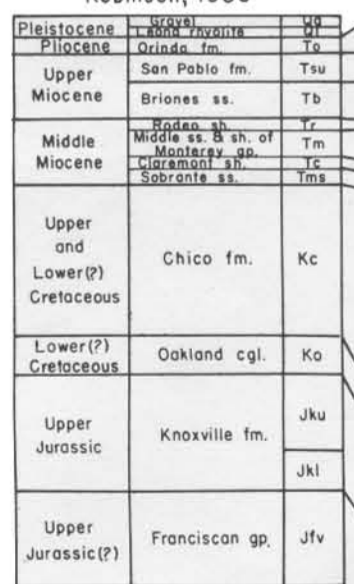 Robinson, 1953
Pleistocene Gravel Qg
Leona rhyolite Ql
Pliocene Orinda fm. To
Upper Miocene San Pablo fm. Tsu
Briones ss. Tb
Middle Miocene Rodeo sh. Tr
Middle ss. & sh. of Monterey gp. Tm
Claremont sh. Tc
Sobrante ss. Tms
Upper and Lower(?) Cretaceous Chico fm. Kc
Lower(?) Cretaceous Oakland cgl. Ko
Upper Jurassic Knoxville fm. Jku
Jkl
Upper Jurassic(?) Franciscan gp. Jfv